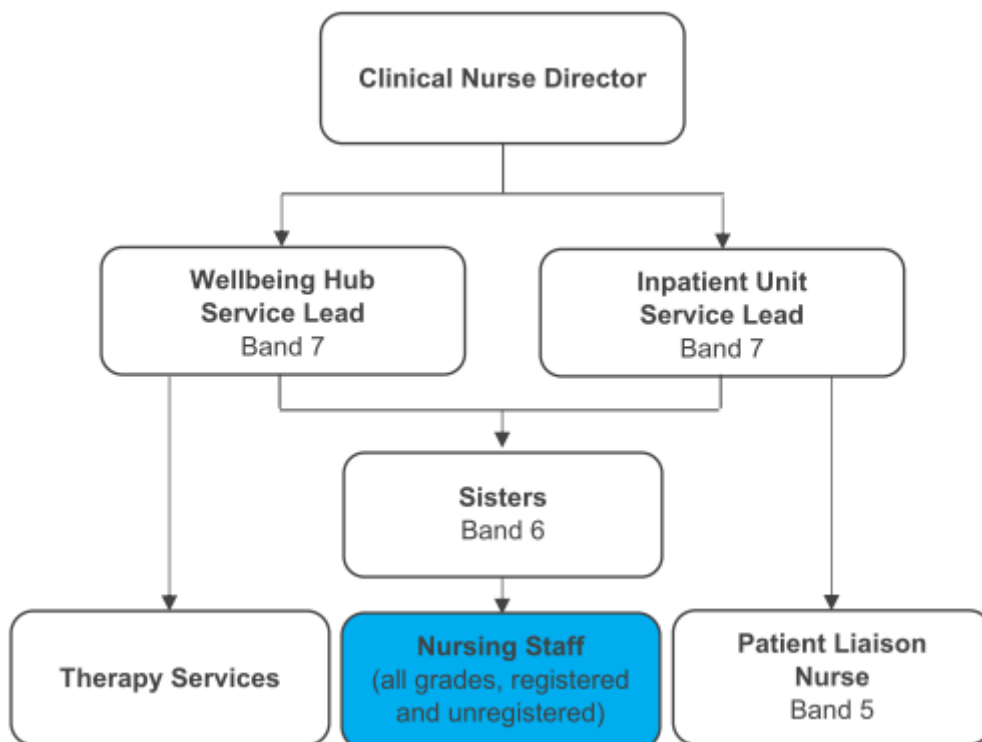 Clinical Nurse Director
Wellbeing Hub
Service Lead
Band 7
Inpatient Unit
Service Lead
Band 7
Sisters
Band 6
Therapy Services
Nursing Staff
(all grades, registered
and unregistered)
Patient Liaison
Nurse
Band 5